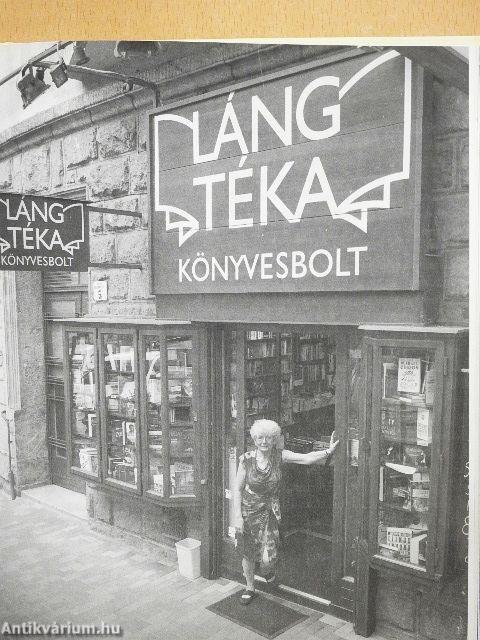 LÁNG
TÉKA
KÖNYVESBOLT
LÁNG
TÉKA
KÖNYVESBOLT
Antikvárium.hu